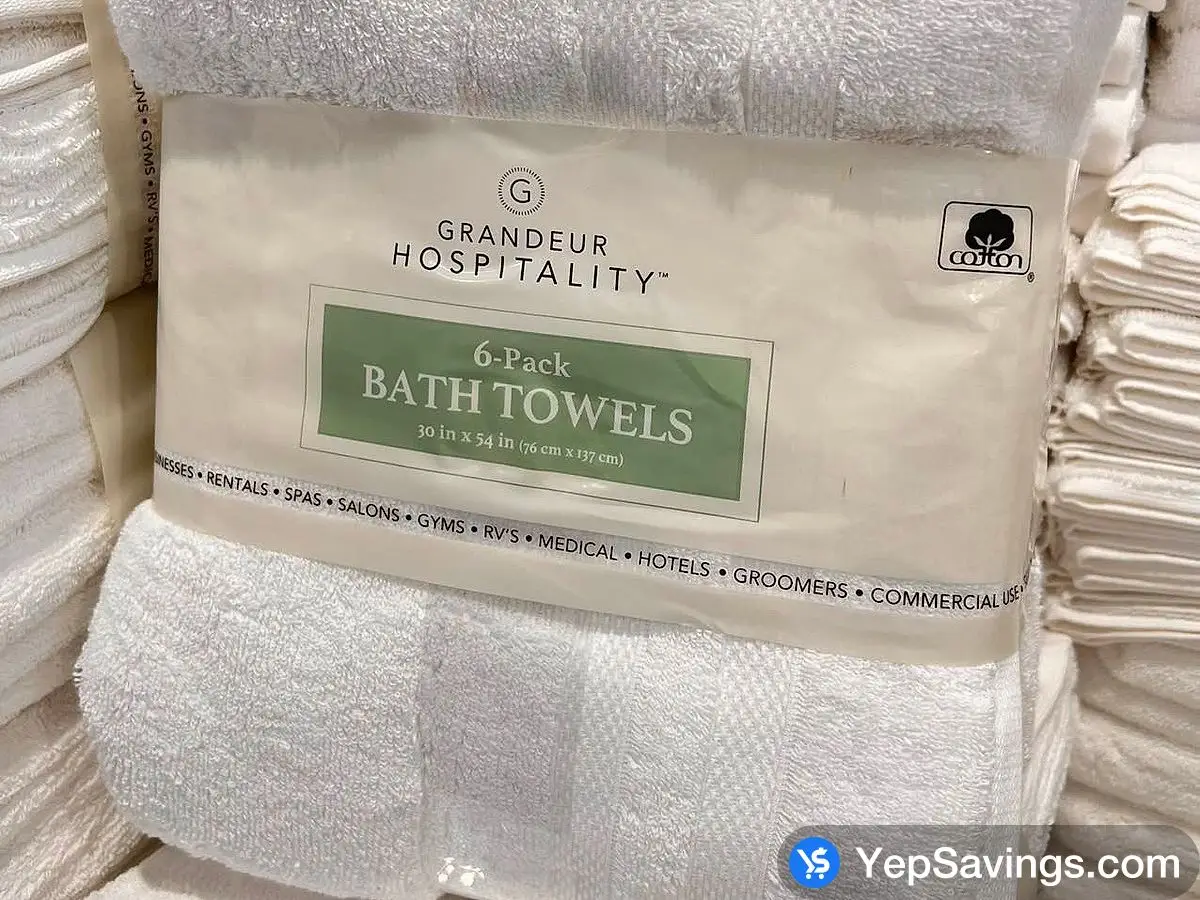 G
GRANDEUR
HOSPITALITY™
cotton®
6-Pack
BATH TOWELS
30 in x 54 in (76 cm x 137 cm)
• RENTALS • SPAS • SALONS • GYMS • RV'S • MEDICAL • HOTELS • GROOMERS • COMMERCIAL USE •
• GYMS • RV'S •
YepSavings.com